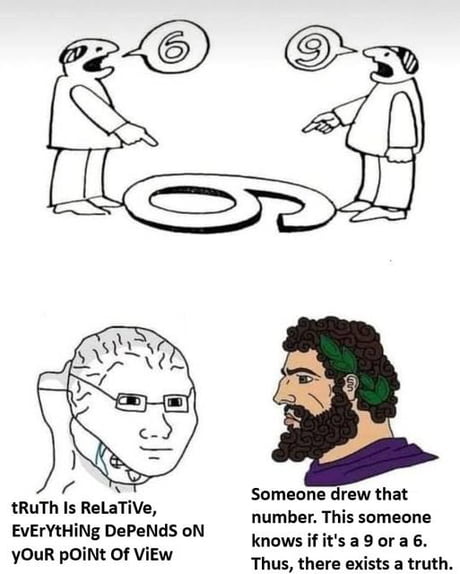 6
9
tRuTh Is ReLaTiVe,
EvErYtHiNg DePeNdS oN
yOuR pOiNt Of ViEw
Someone drew that
number. This someone
knows if it's a 9 or a 6.
Thus, there exists a truth.